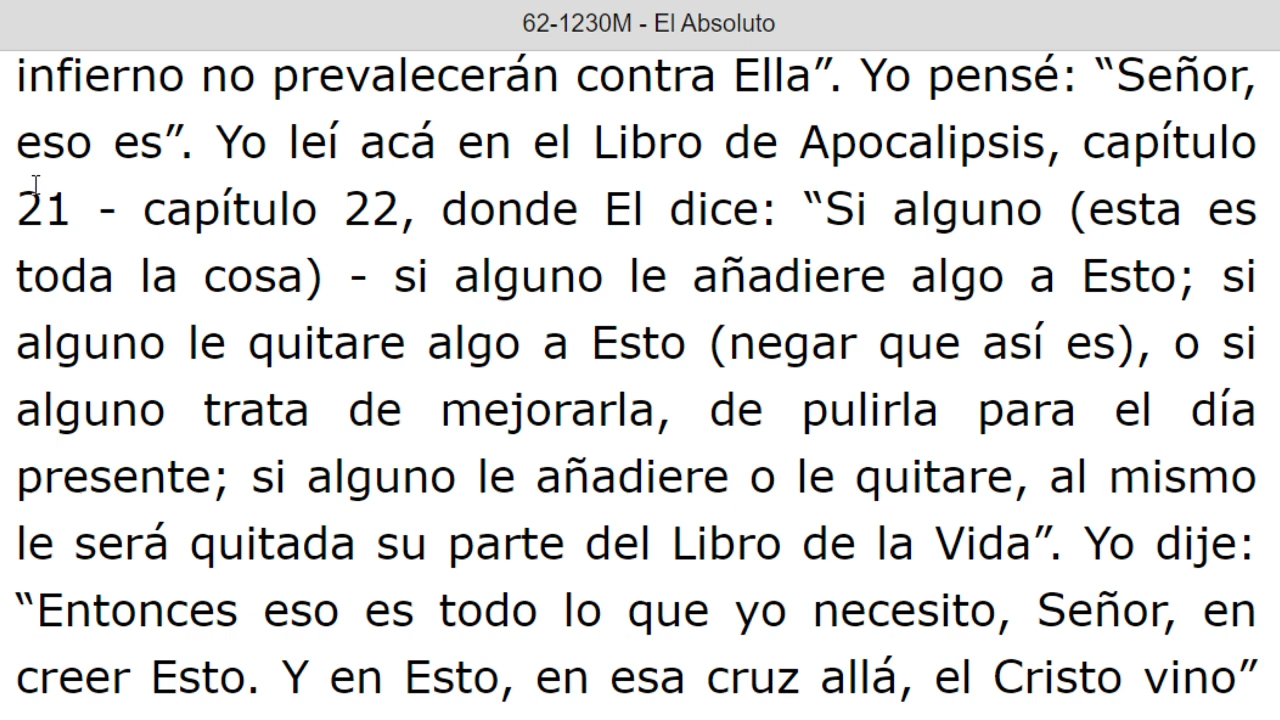 62-1230M - El Absoluto
infierno no prevalecerán contra Ella”. Yo pensé: “Señor,
eso es”. Yo leí acá en el Libro de Apocalipsis, capítulo
21 - capítulo 22, donde El dice: “Si alguno (esta es
toda la cosa) - si alguno le añadiere algo a Esto; si
alguno le quitare algo a Esto (negar que así es), o si
alguno trata de mejorarla, de pulirla para el día
presente; si alguno le añadiere o le quitare, al mismo
le será quitada su parte del Libro de la Vida”. Yo dije:
“Entonces eso es todo lo que yo necesito, Señor, en
creer Esto. Y en Esto, en esa cruz allá, el Cristo vino”